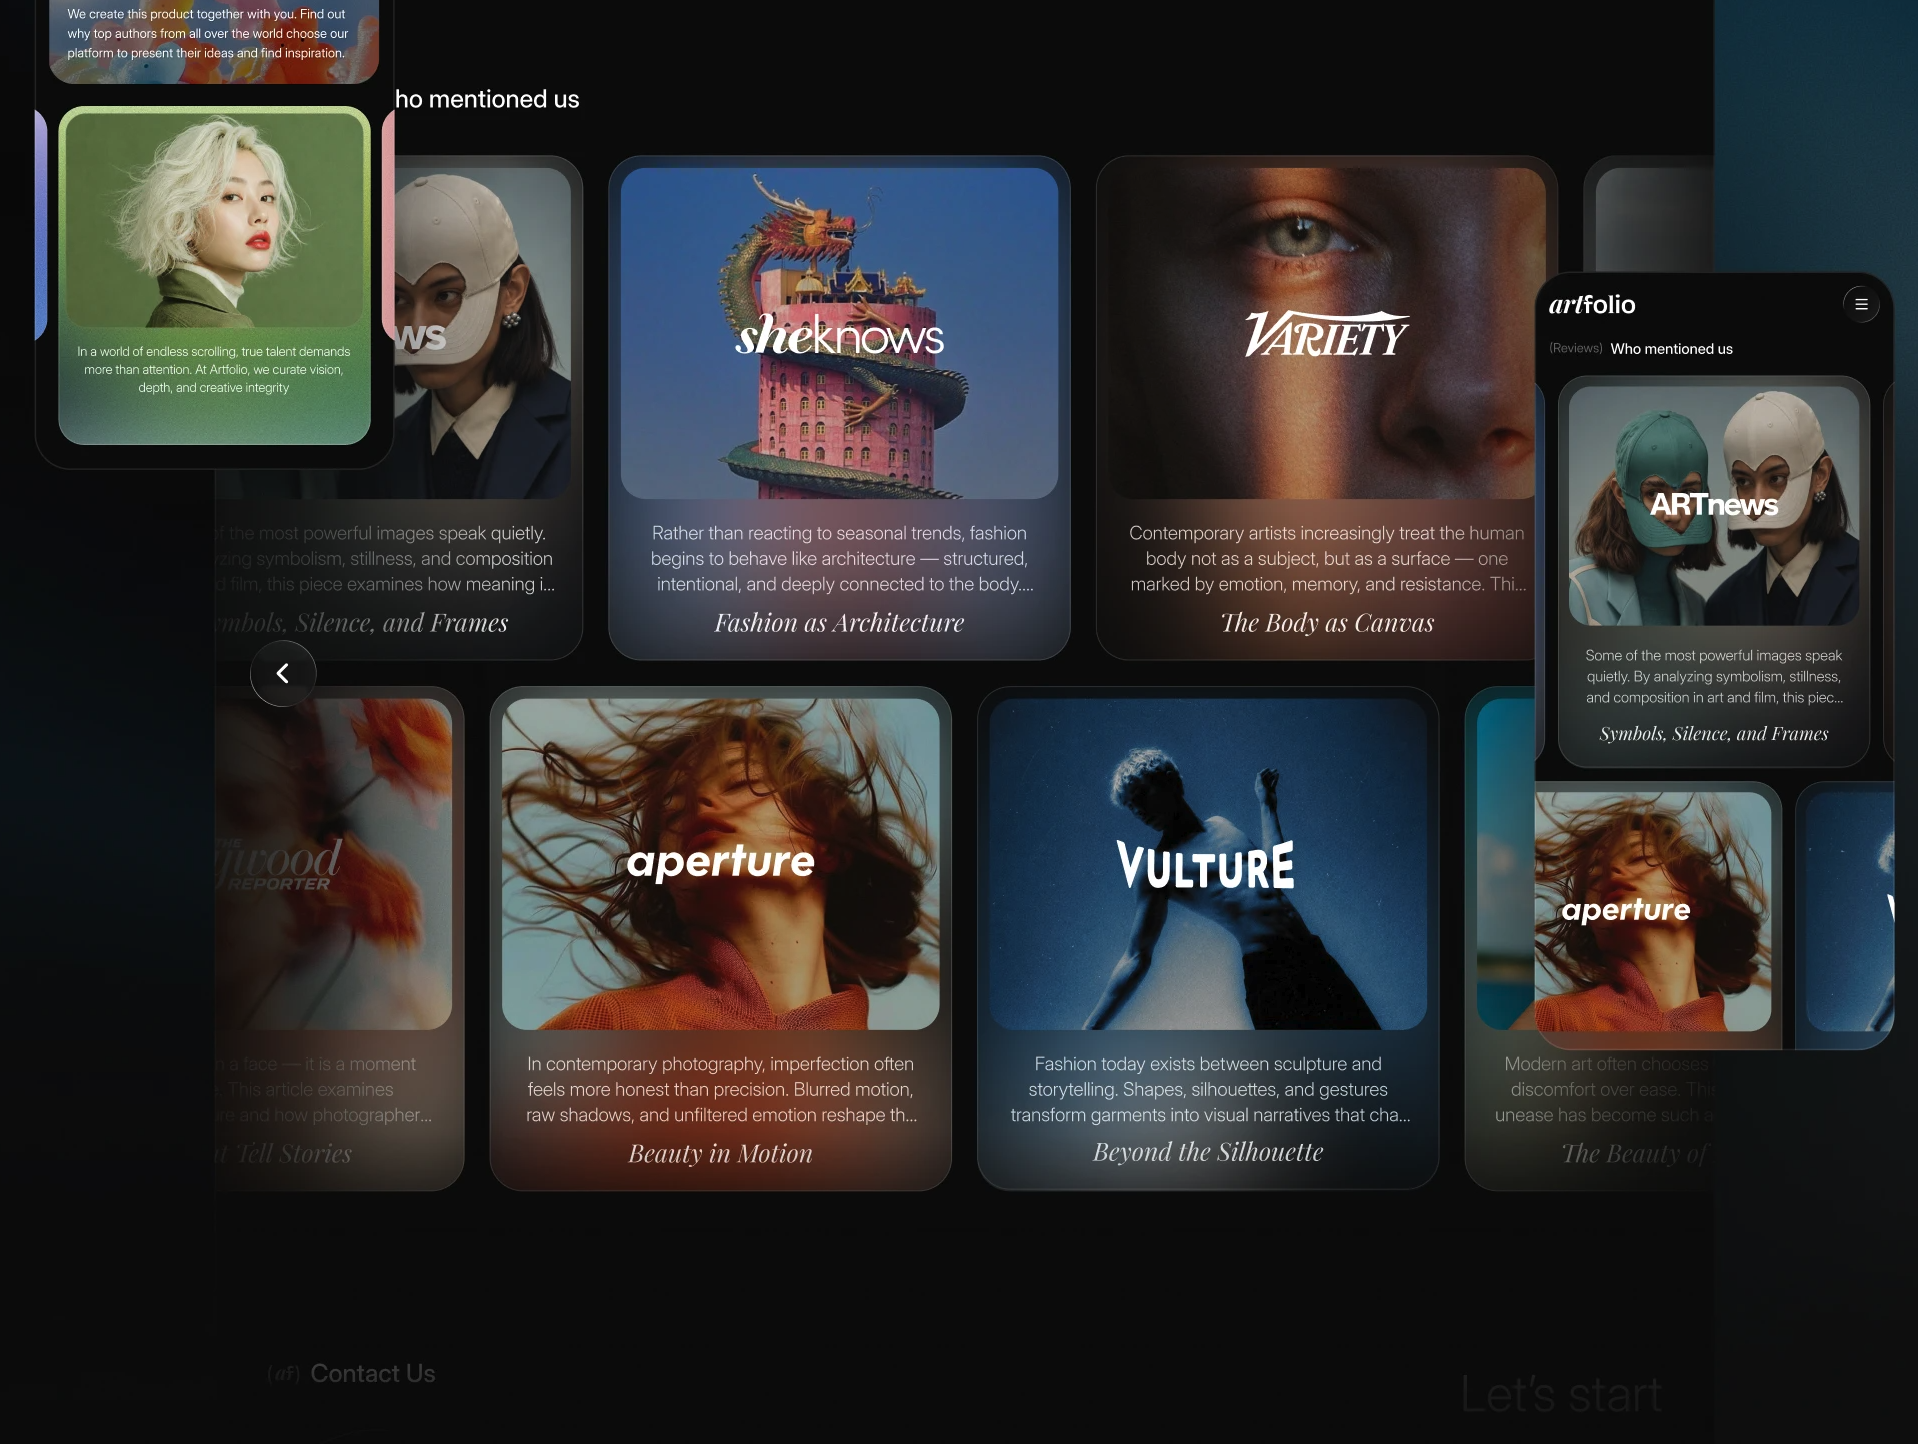 We create this product together with you. Find out
why top authors from all over the world choose our
platform to present their ideas and find inspiration.
In a world of endless scrolling, true talent demands
more than attention. At Artfolio, we curate vision,
depth, and creative integrity
ho mentioned us
ws
of the most powerful images speak quietly.
zing symbolism, stillness, and composition
d film, this piece examines how meaning i...
mbols, Silence, and Frames
sheknows
Rather than reacting to seasonal trends, fashion
begins to behave like architecture — structured,
intentional, and deeply connected to the body....
Fashion as Architecture
VARIETY
Contemporary artists increasingly treat the human
body not as a subject, but as a surface — one
marked by emotion, memory, and resistance. Thi...
The Body as Canvas
artfolio
(Reviews) Who mentioned us
ARTnews
Some of the most powerful images speak
quietly. By analyzing symbolism, stillness,
and composition in art and film, this piec...
Symbols, Silence, and Frames
aperture
V
THE
ywood
REPORTER
n a face — it is a moment
. This article examines
re and how photographer...
t Tell Stories
aperture
In contemporary photography, imperfection often
feels more honest than precision. Blurred motion,
raw shadows, and unfiltered emotion reshape th...
Beauty in Motion
VULTURE
Fashion today exists between sculpture and
storytelling. Shapes, silhouettes, and gestures
transform garments into visual narratives that cha...
Beyond the Silhouette
Modern art often chooses
discomfort over ease. This
unease has become such a
The Beauty of
(af) Contact Us
Let's start